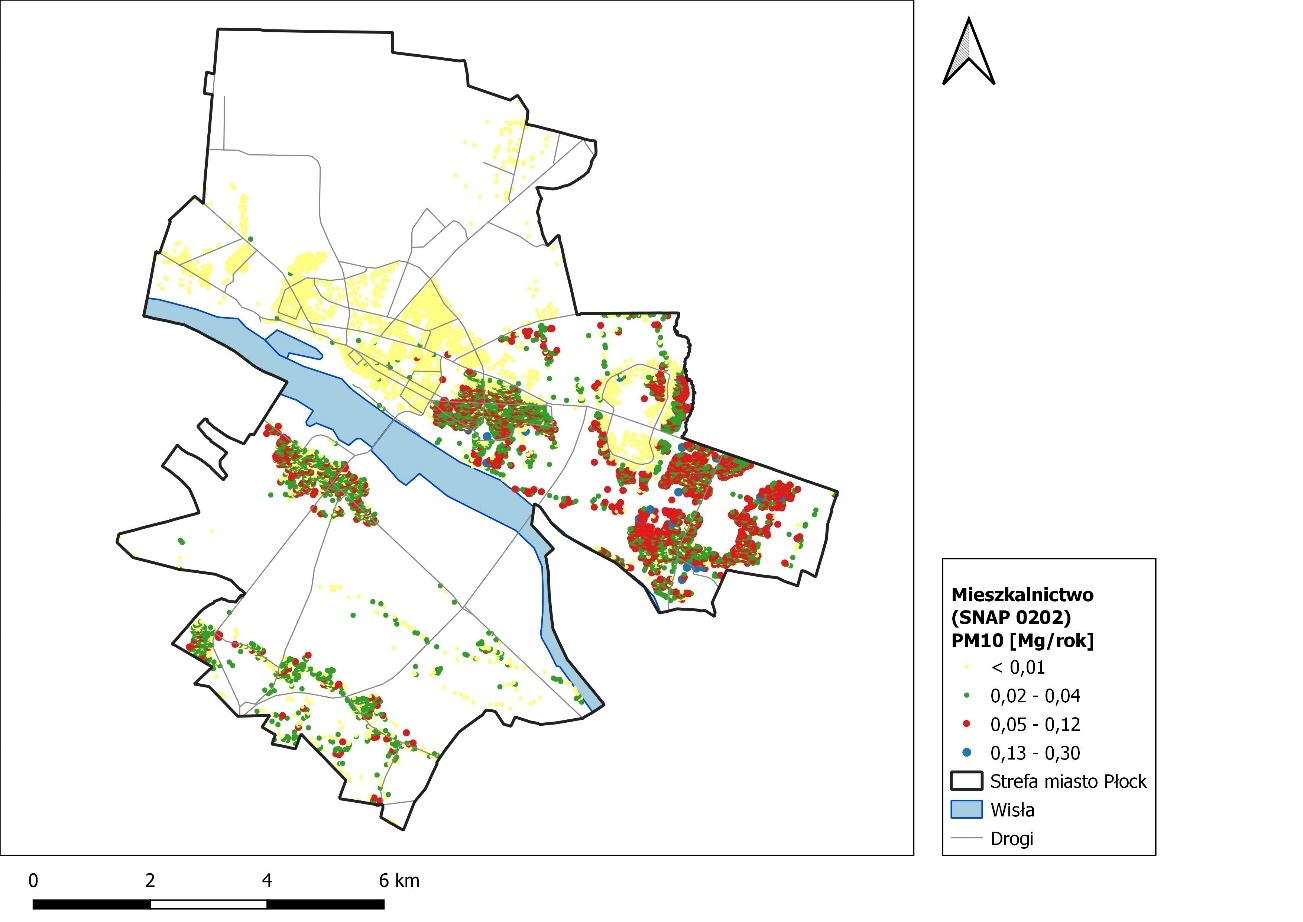 Mieszkalnictwo
(SNAP 0202)
PM10 [Mg/rok]
< 0,01
0,02 - 0,04
0,05 - 0,12
0,13 - 0,30
Strefa miasto Płock
Wisła
Drogi
0 2 4 6 km